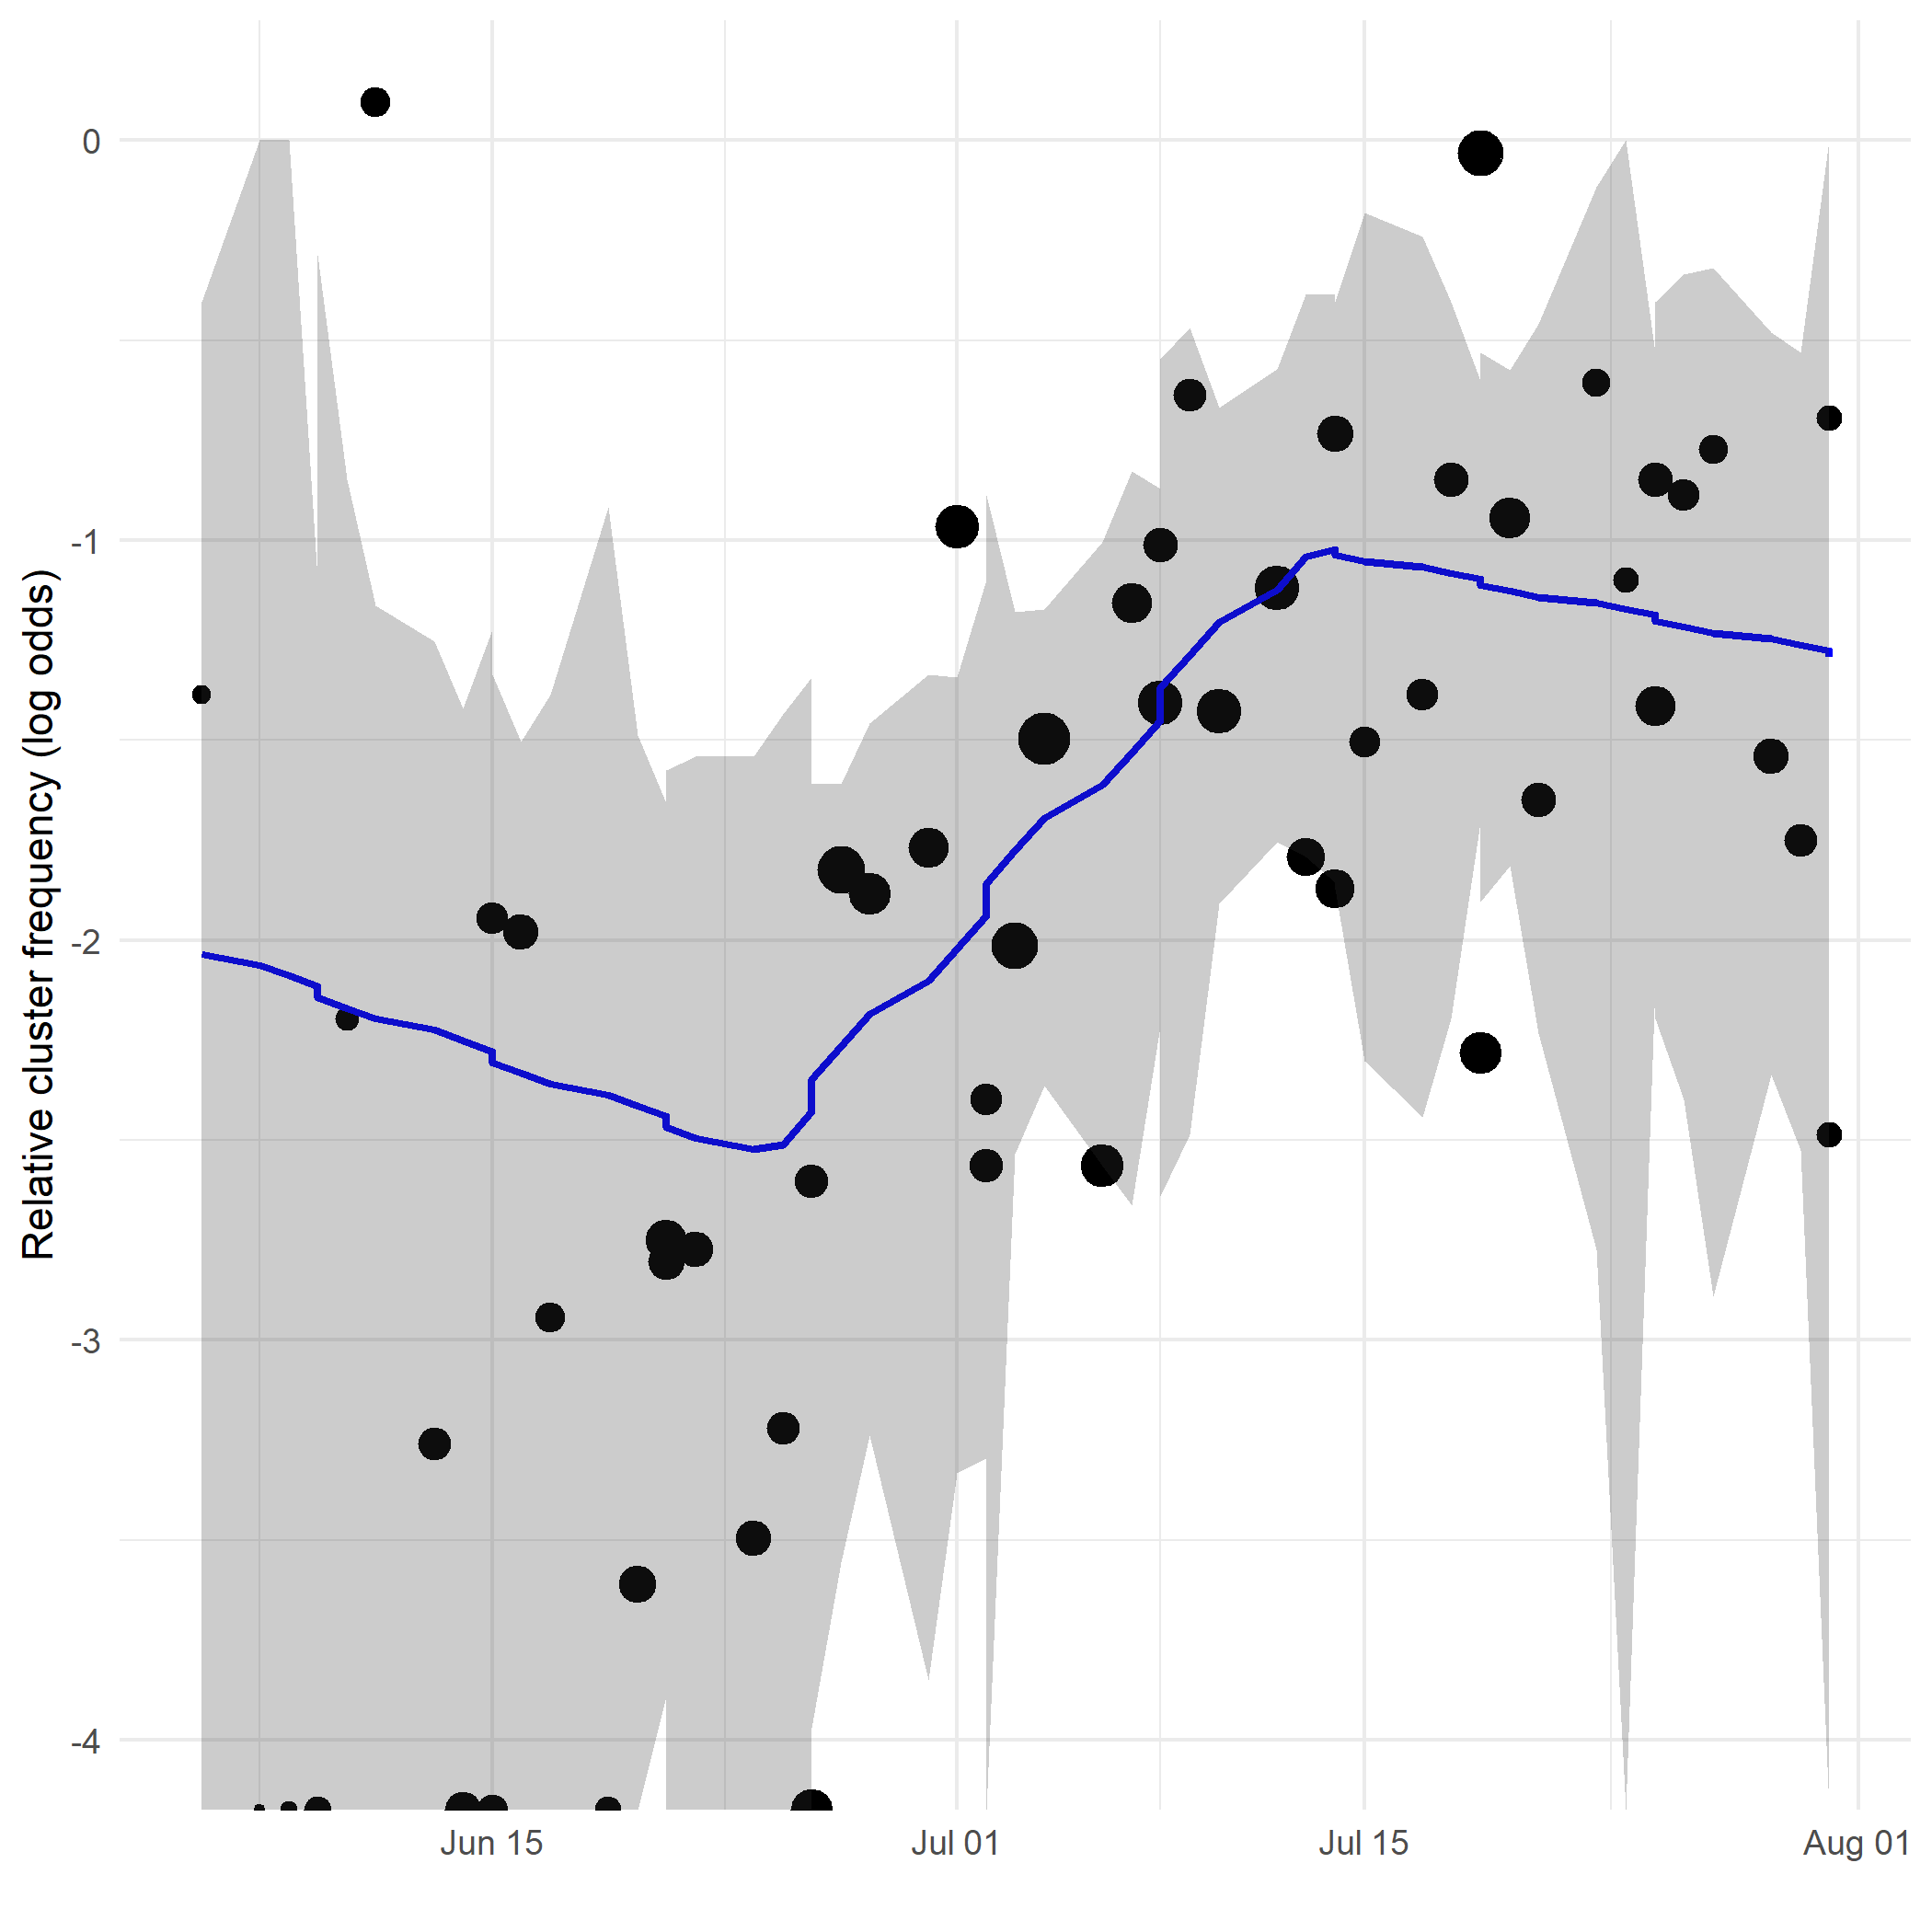 Relative cluster frequency (log odds)
0
-1
-2
-3
-4
Jun 15
Jul 01
Jul 15
Aug 01